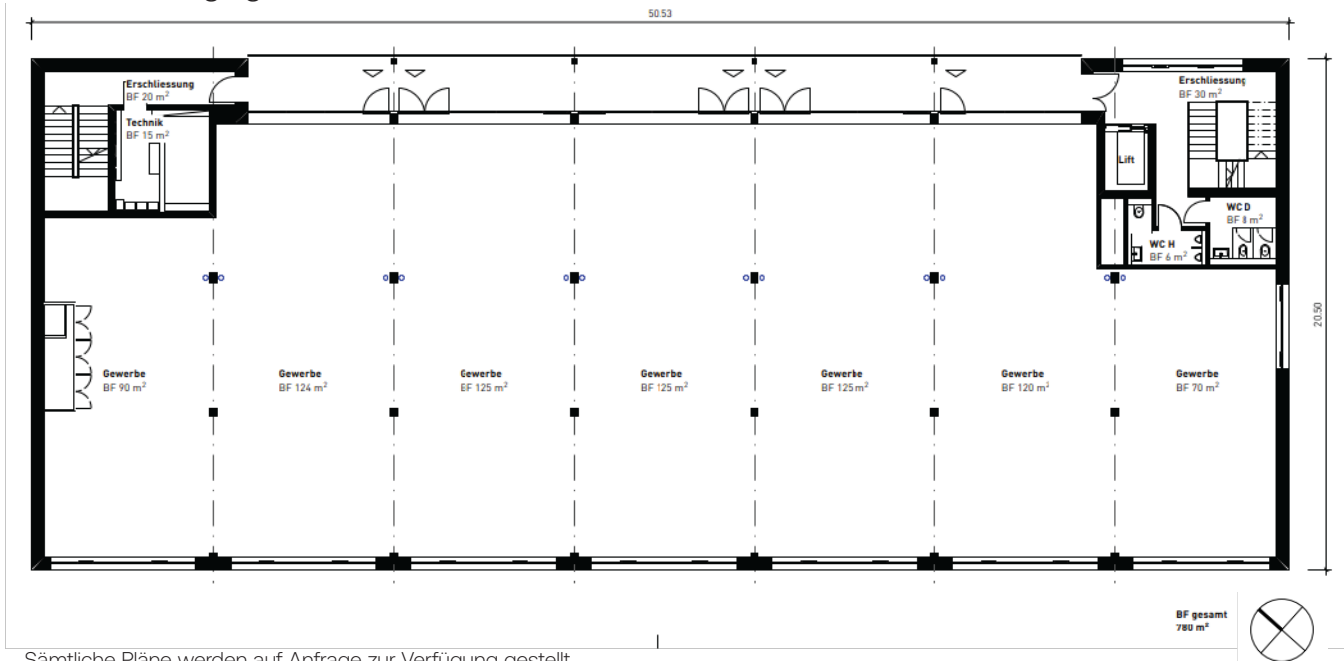 50.53
Erschliessung
BF 20 m²
Technik
BF 15 m²
Erschliessung
BF 30 m²
Lift
WC D
BF 8 m²
WC H
BF 6 m²
20.50
Gewerbe
BF 90 m²
Gewerbe
BF 124 m²
Gewerbe
BF 125 m²
Gewerbe
BF 125 m²
Gewerbe
BF 125 m²
Gewerbe
BF 120 m²
Gewerbe
BF 70 m²
BF gesamt
780 m²
Sämtliche Pläne werden auf Anfrage zur Verfügung gestellt